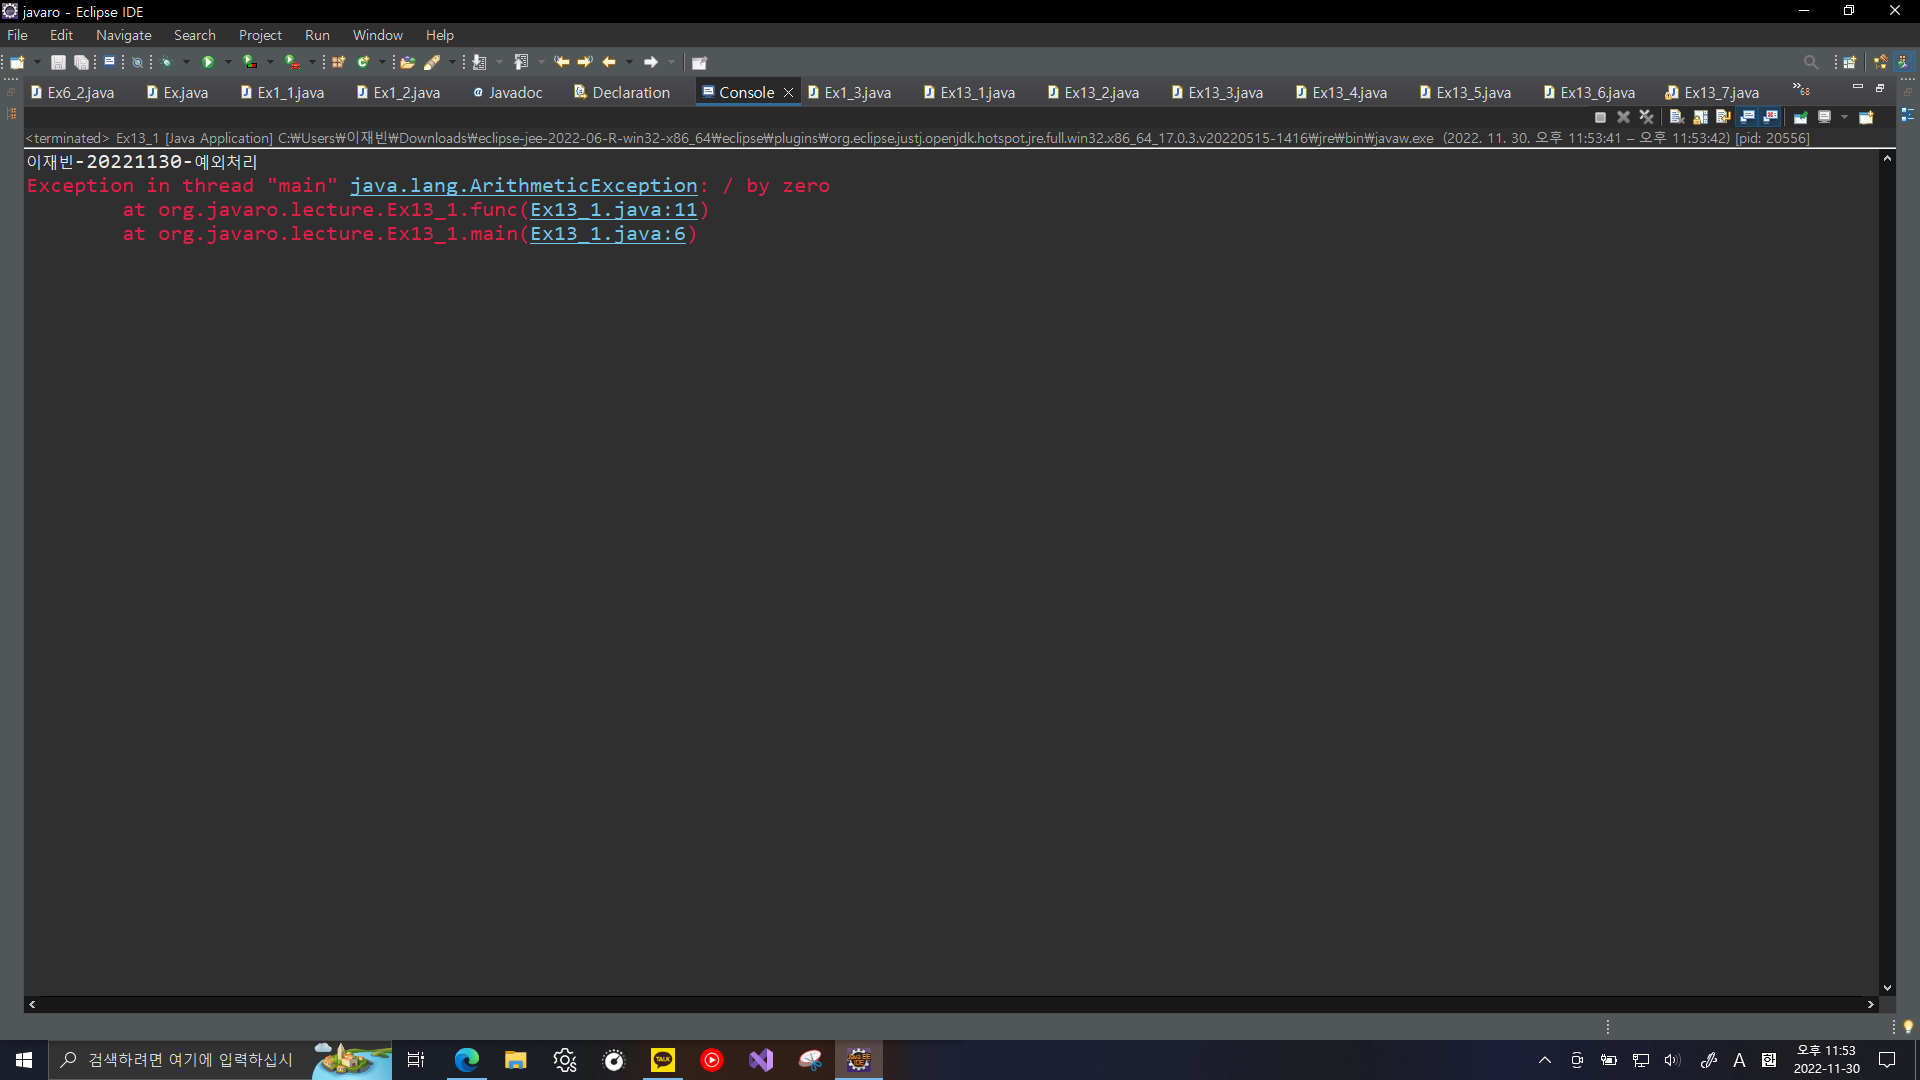 javaro - Eclipse IDE
File Edit Navigate Search Project Run Window Help
Ex6_2.java Ex.java Ex1_1.java Ex1_2.java Javadoc Declaration Console Ex1_3.java Ex13_1.java Ex13_2.java Ex13_3.java Ex13_4.java Ex13_5.java Ex13_6.java Ex13_7.java »68
<terminated> Ex13_1 [Java Application] C:₩Users₩이재빈₩Downloads₩eclipse-jee-2022-06-R-win32-x86_64₩eclipse₩plugins₩org.eclipse.justj.openjdk.hotspot.jre.full.win32.x86_64_17.0.3.v20220515-1416₩jre₩bin₩javaw.exe (2022. 11. 30. 오후 11:53:41 – 오후 11:53:42) [pid: 20556]
이재빈-20221130-예외처리
Exception in thread "main" java.lang.ArithmeticException: / by zero
at org.javaro.lecture.Ex13_1.func(Ex13_1.java:11)
at org.javaro.lecture.Ex13_1.main(Ex13_1.java:6)
검색하려면 여기에 입력하십시
TALK
A
오후 11:53
2022-11-30